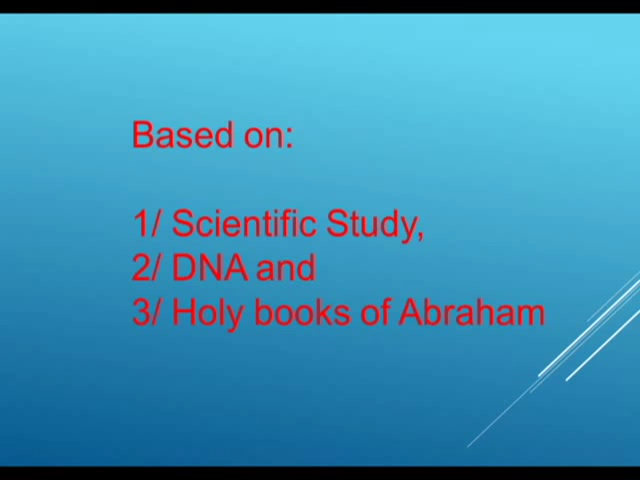 Based on:
1/ Scientific Study,
2/ DNA and
3/ Holy books of Abraham